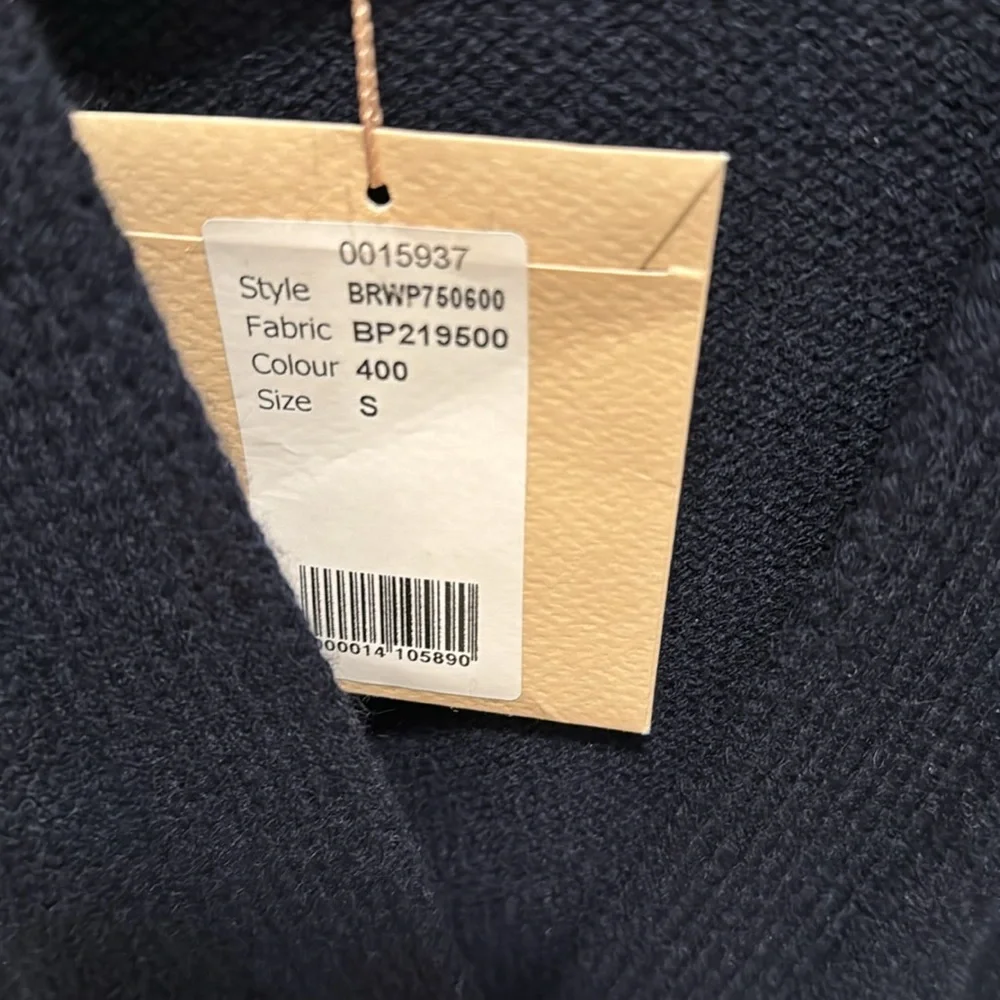 0015937
Style BRWP750600
Fabric BP219500
Colour 400
Size S
00014 105890